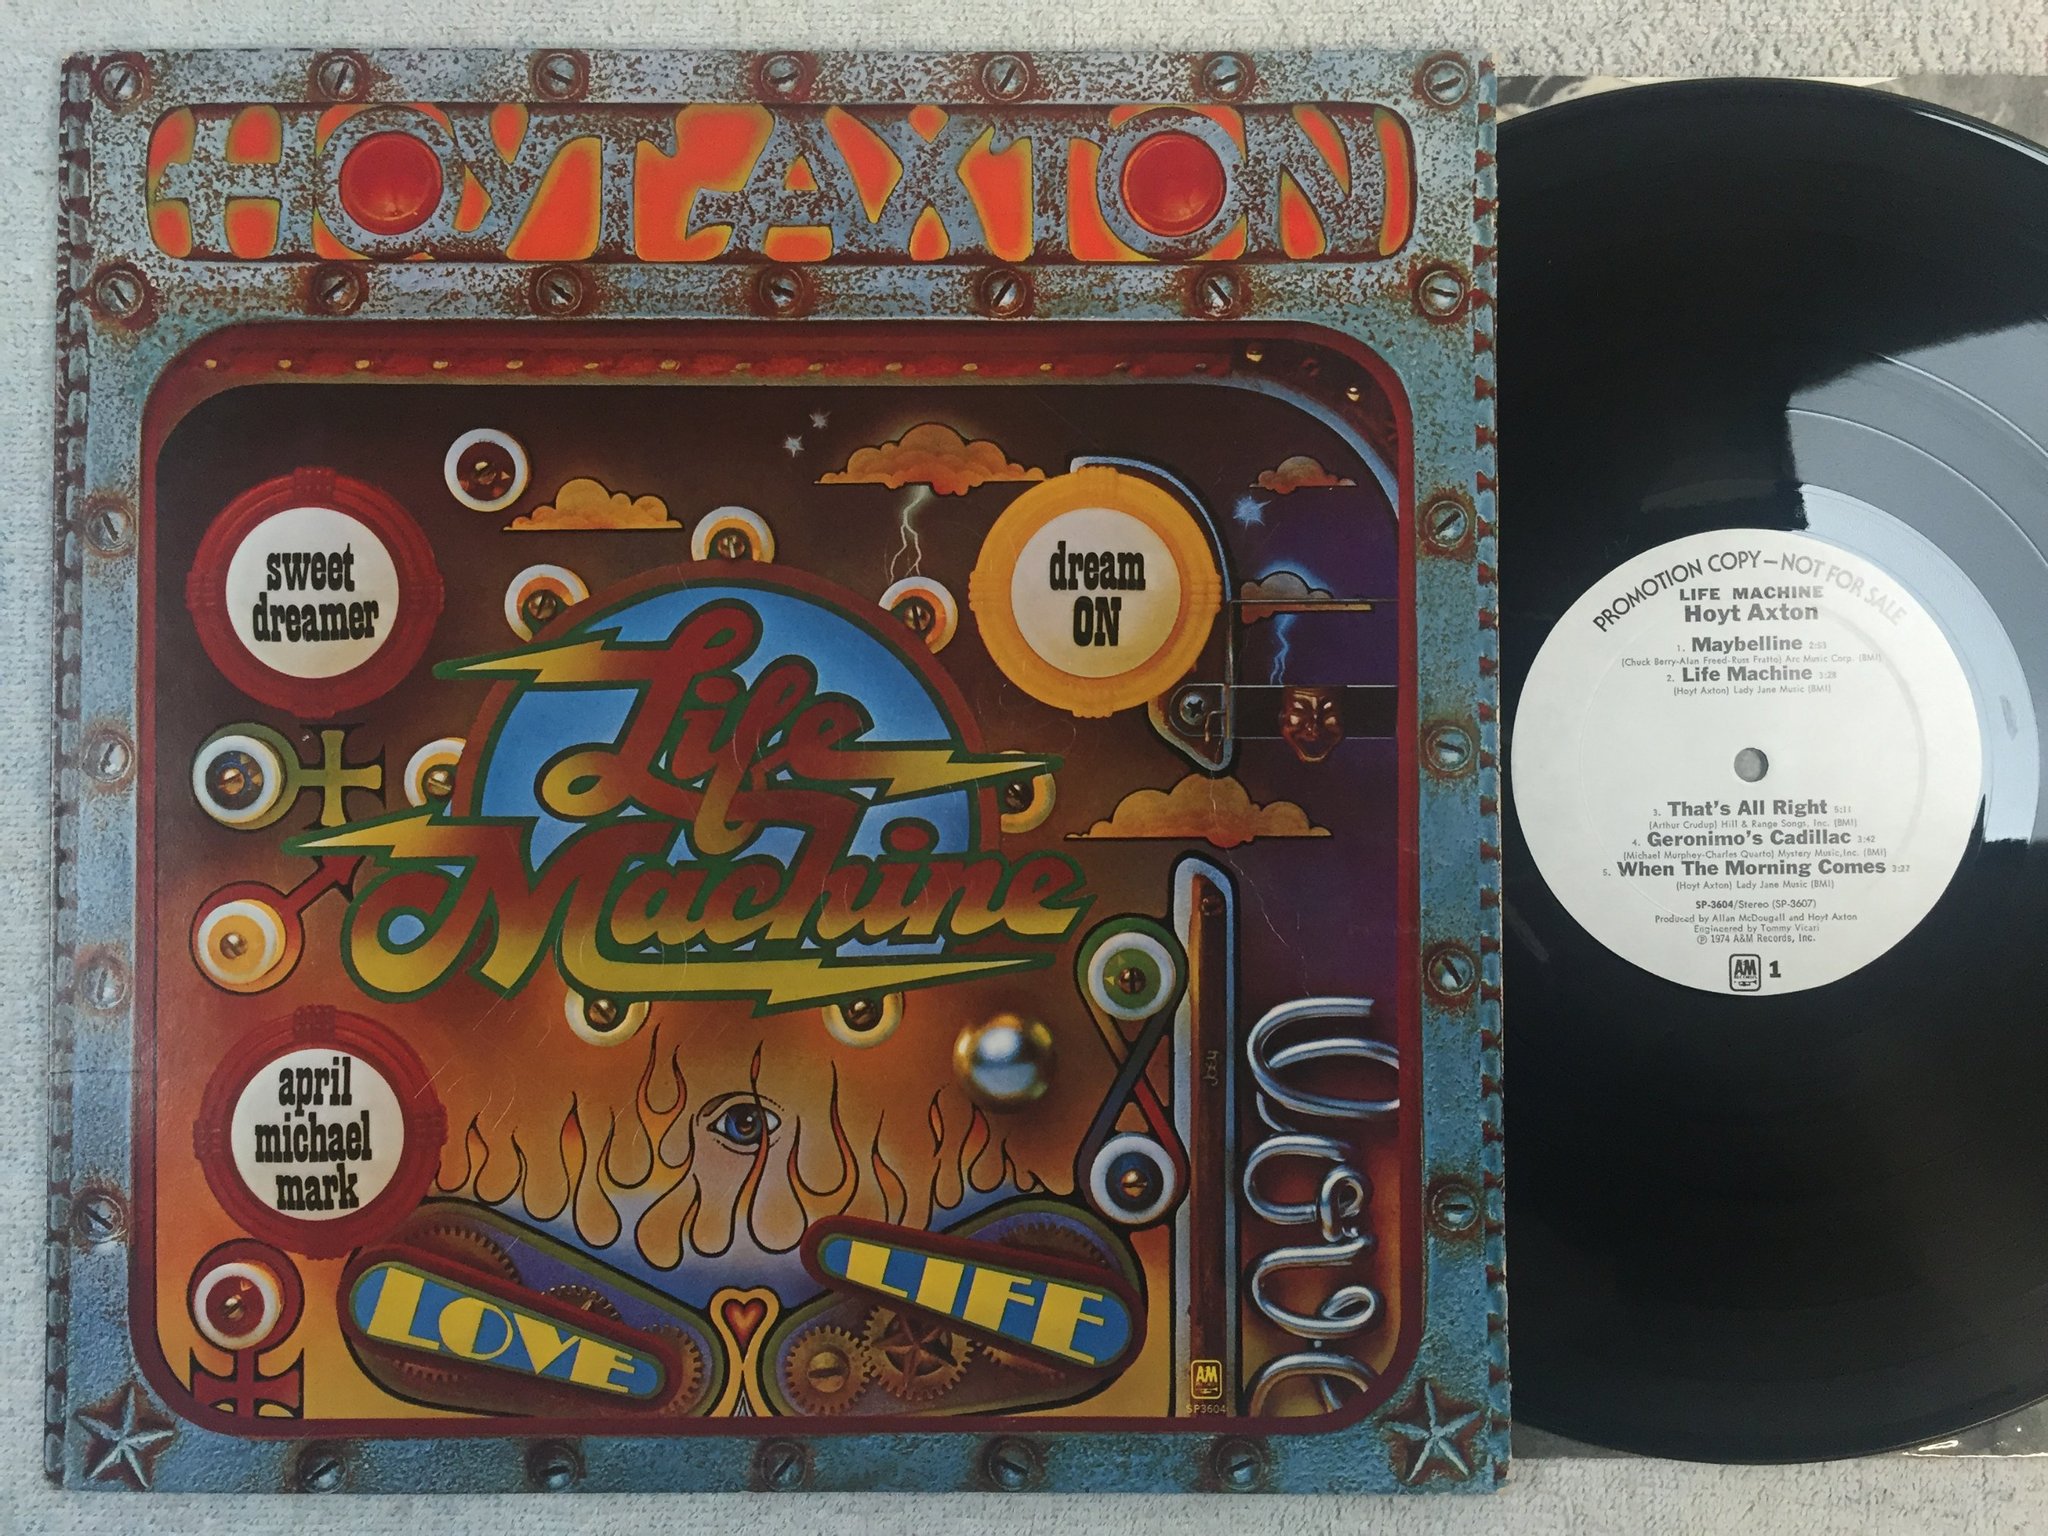 HOYT AXTON
sweet
dreamer
dream
ON
Life
Machine
april
michael
mark
LOVE
LIFE
Joey
A&M
RECORDS
SP3604
PROMOTION COPY—NOT FOR SALE
LIFE MACHINE
Hoyt Axton
1. Maybelline 2:53
(Chuck Berry-Alan Freed-Russ Fratto) Arc Music Corp. (BMI)
2. Life Machine 3:28
(Hoyt Axton) Lady Jane Music (BMI)
3. That's All Right 5:11
(Arthur Crudup) Hill & Range Songs, Inc. (BMI)
4. Geronimo's Cadillac 3:42
(Michael Murphey-Charles Quarto) Mystery Music,Inc. (BMI)
5. When The Morning Comes 3:27
(Hoyt Axton) Lady Jane Music (BMI)
SP-3604/Stereo (SP-3607)
Produced by Allan McDougall and Hoyt Axton
Engineered by Tommy Vicari
℗ 1974 A&M Records, Inc.
A&M
RECORDS
1